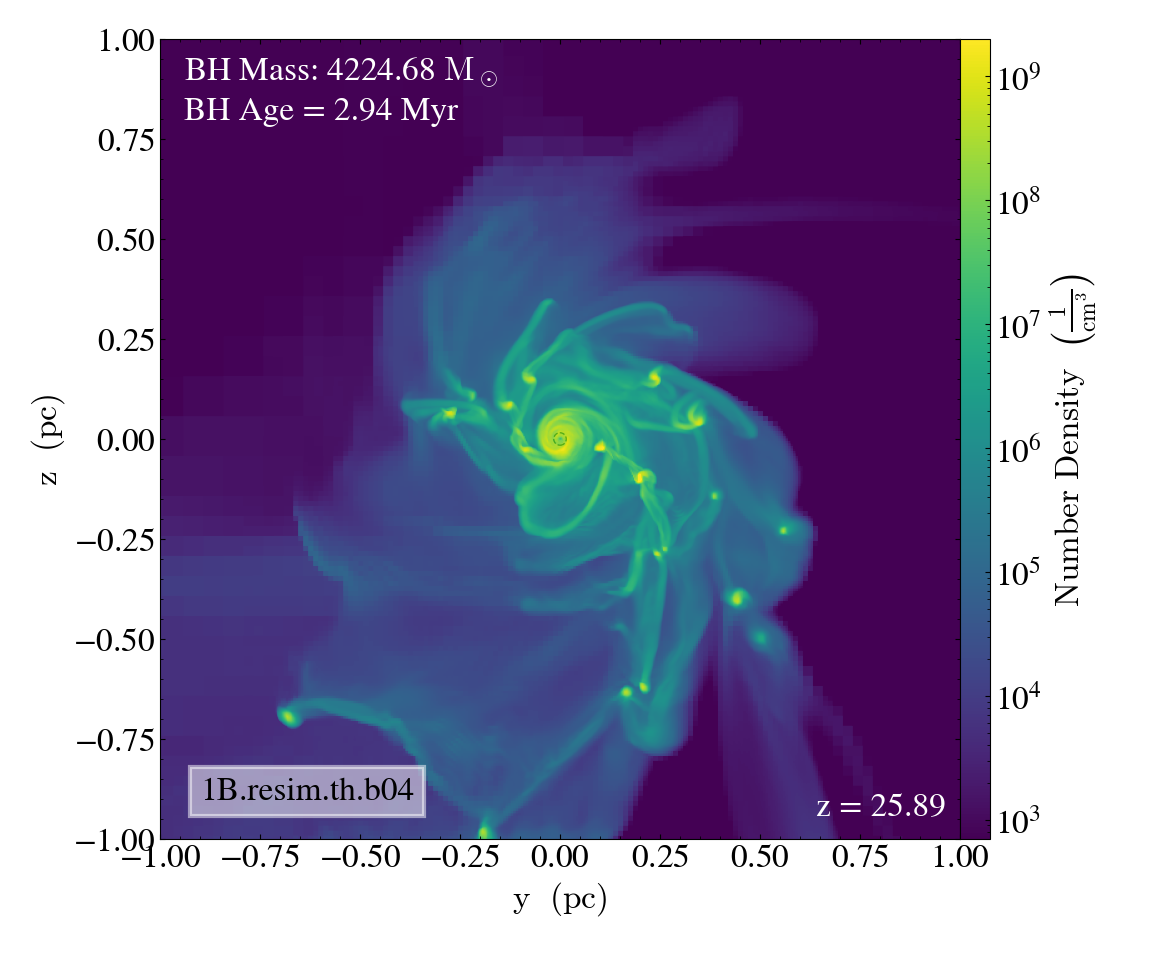 BH Mass: 4224.68 M⊙
BH Age = 2.94 Myr
1.00
0.75
0.50
0.25
0.00
−0.25
−0.50
−0.75
−1.00
z (pc)
1B.resim.th.b04
z = 25.89
−1.00 −0.75 −0.50 −0.25 0.00 0.25 0.50 0.75 1.00
y (pc)
10⁹
10⁸
10⁷
10⁶
10⁵
10⁴
10³
Number Density (1/cm³)